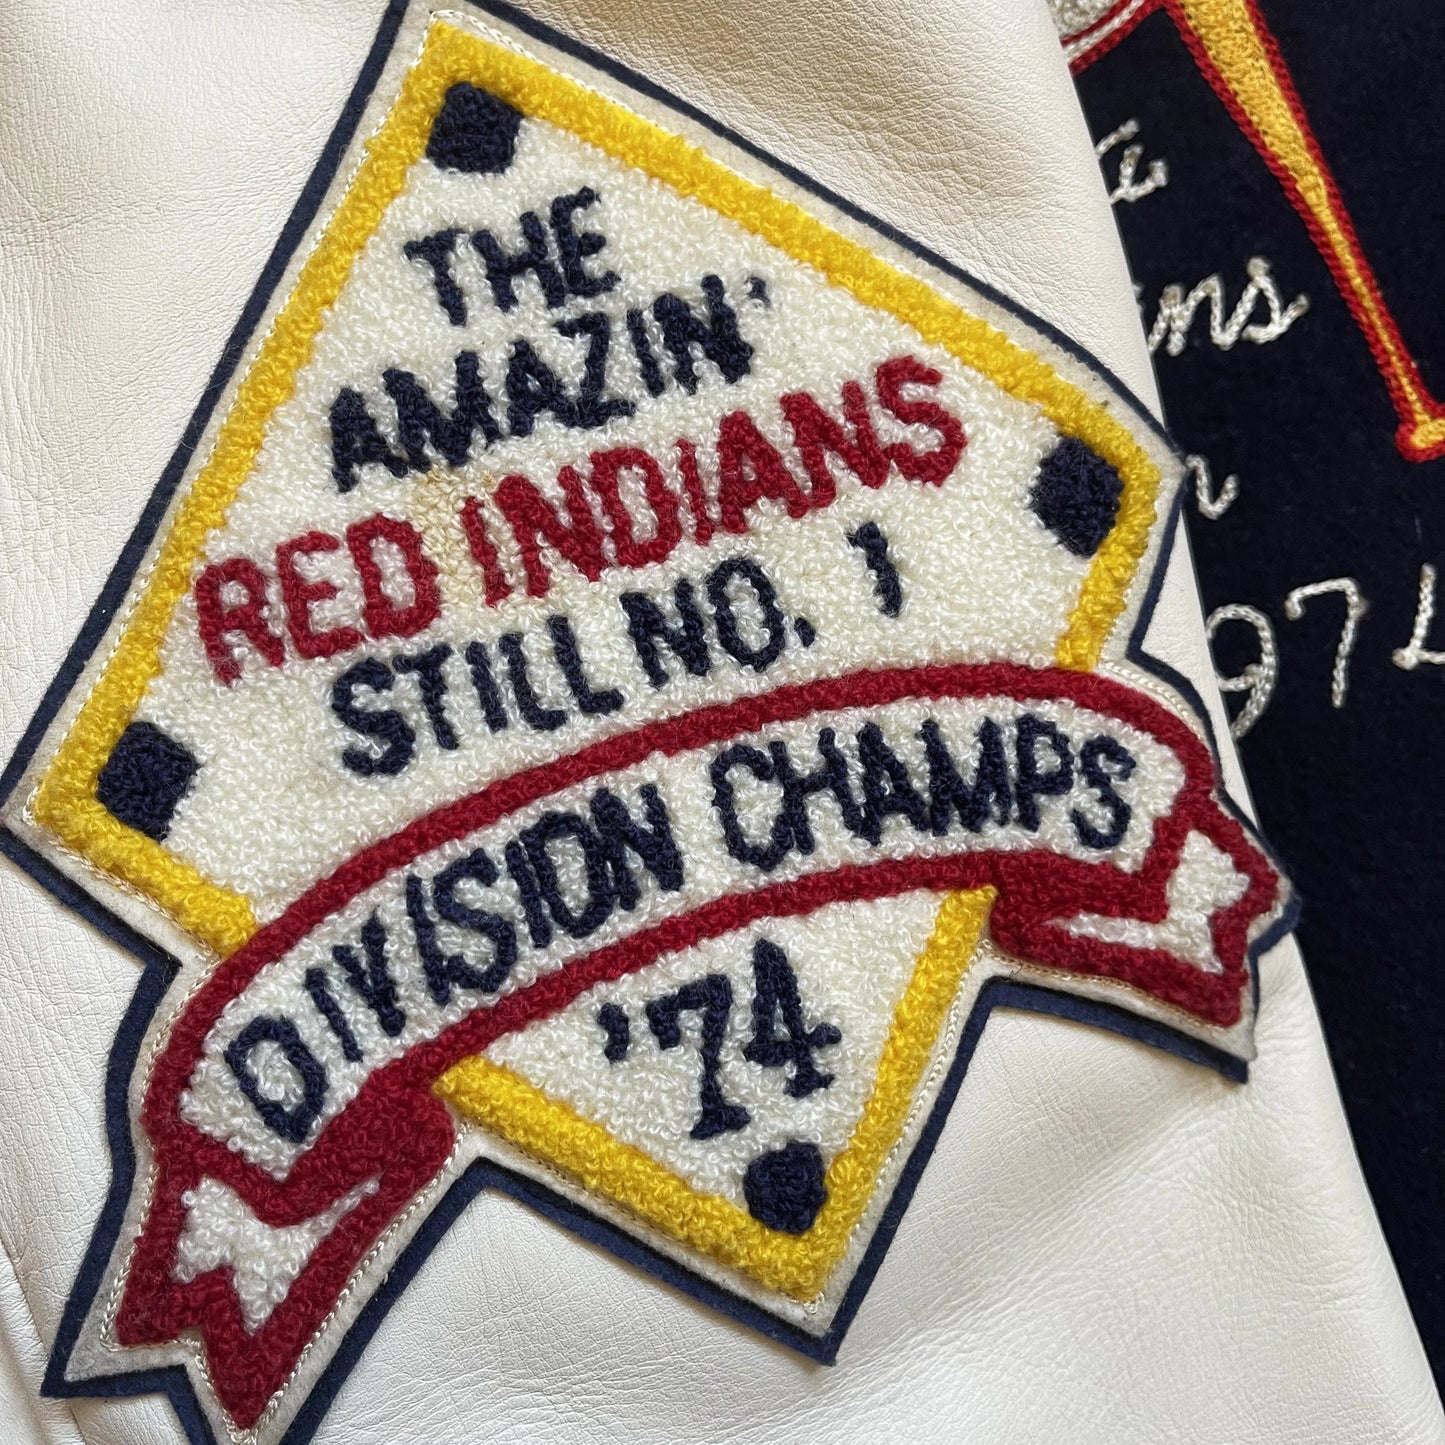 THE
AMAZIN'
RED INDIANS
STILL NO. 1
DIVISION CHAMPS
'74